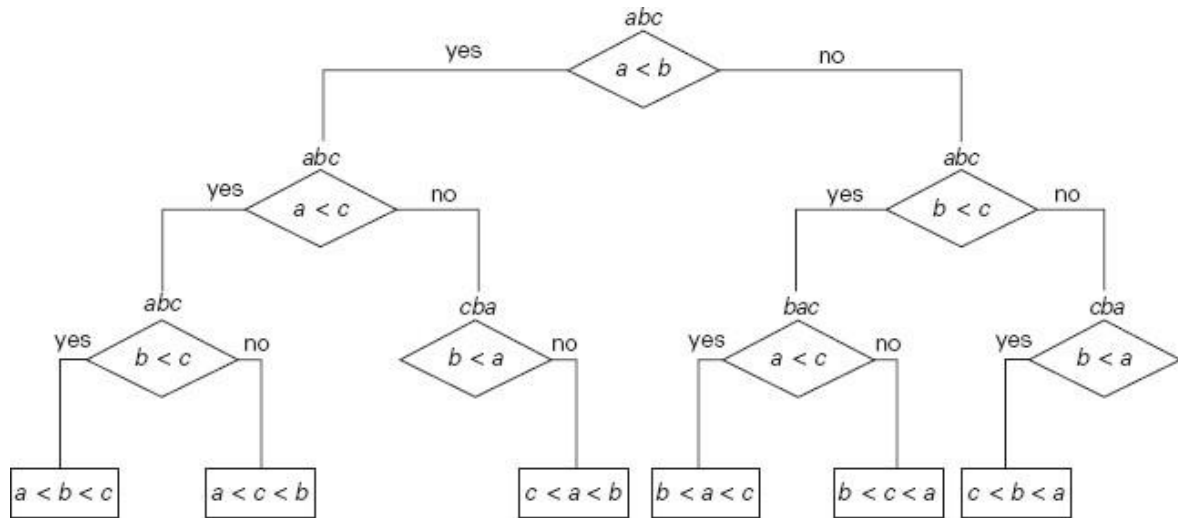 abc
yes
a < b
no
abc
abc
yes
a < c
no
yes
b < c
no
abc
cba
bac
cba
yes
b < c
no
b < a
no
yes
a < c
no
yes
b < a
a < b < c
a < c < b
c < a < b
b < a < c
b < c < a
c < b < a